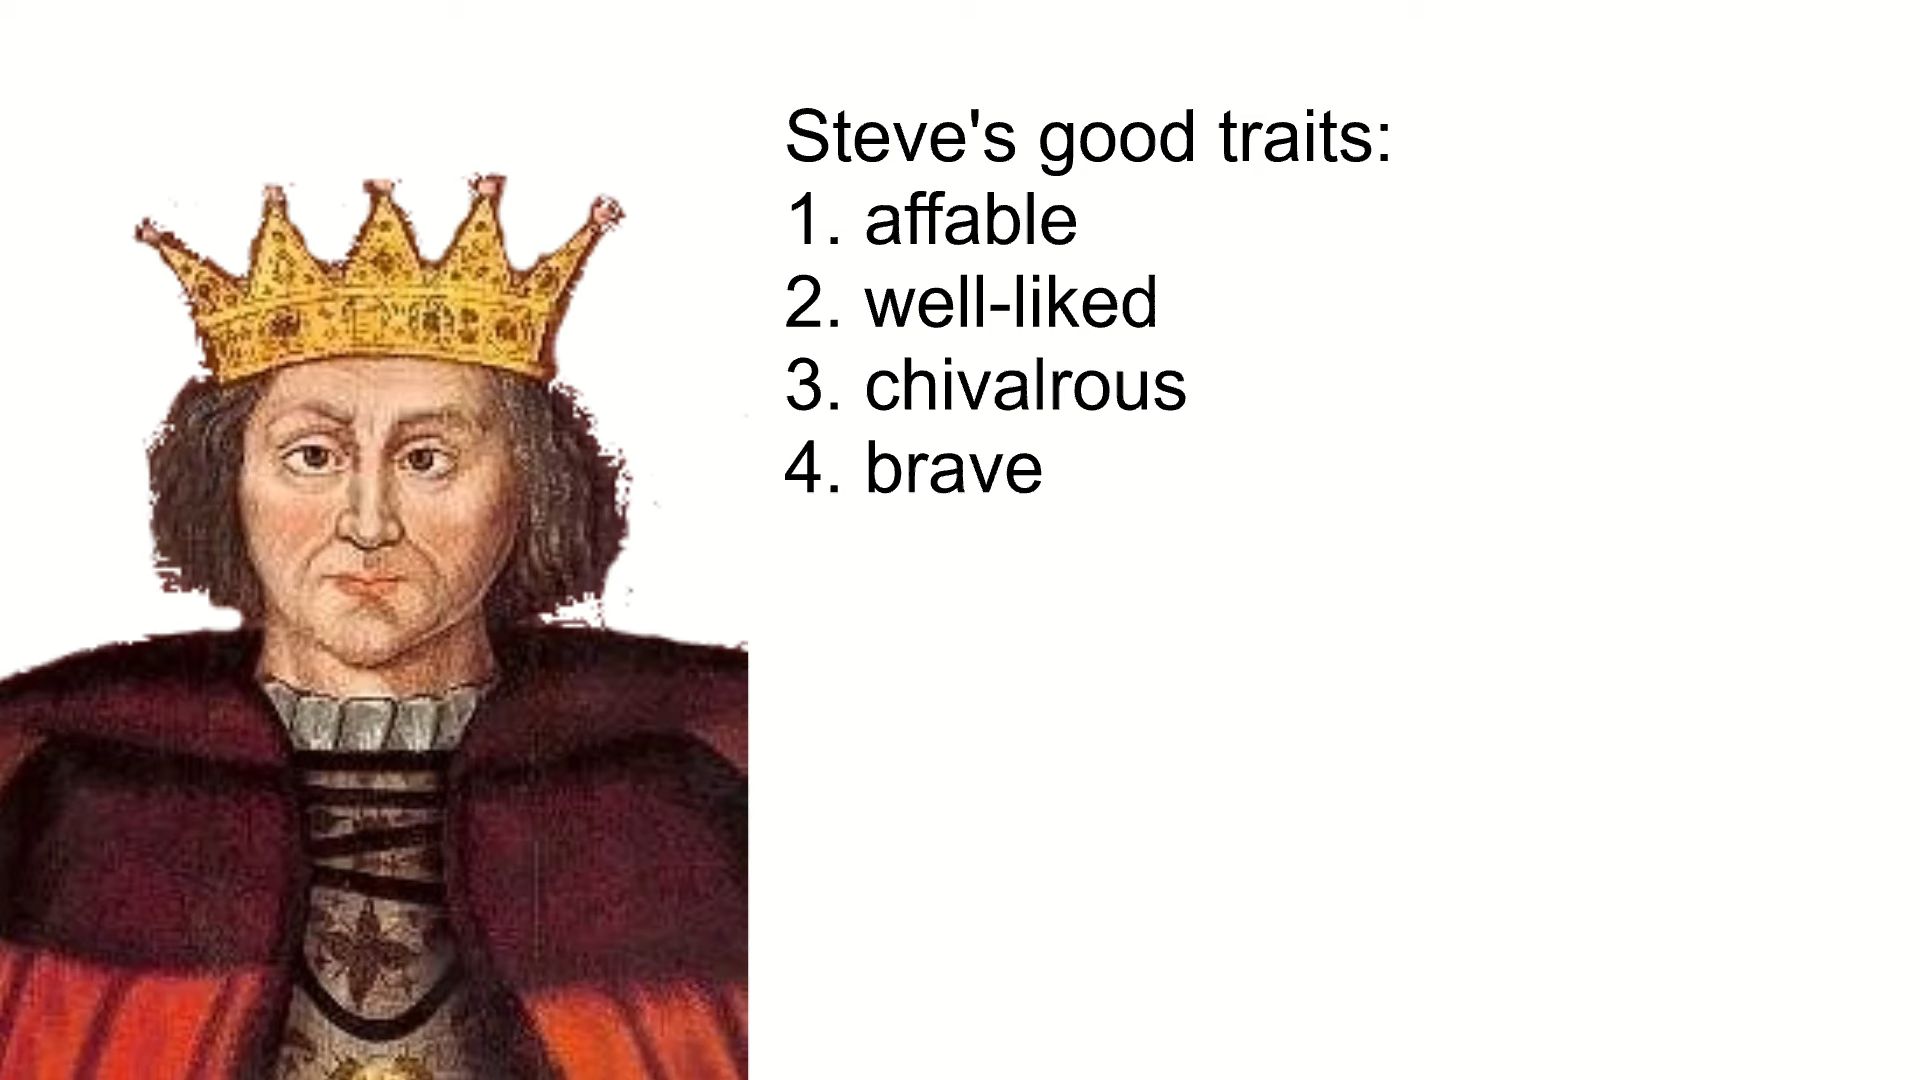 Steve's good traits:
1. affable
2. well-liked
3. chivalrous
4. brave